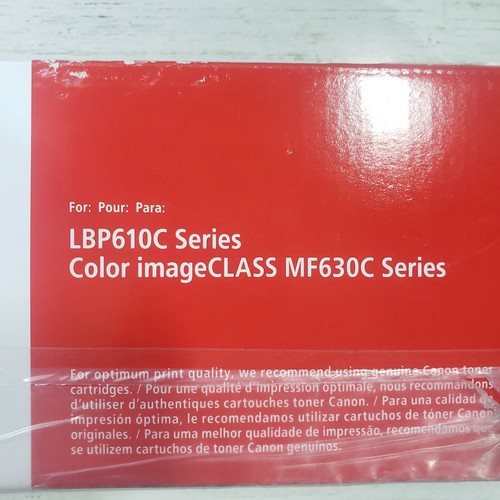 For: Pour: Para:
LBP610C Series
Color imageCLASS MF630C Series
For optimum print quality, we recommend using genuine Canon toner
cartridges. / Pour une qualité d'impression optimale, nous recommandons
d'utiliser d'authentiques cartouches toner Canon. / Para una calidad de
impresión óptima, le recomendamos utilizar cartuchos de tóner Canon
originales. / Para uma melhor qualidade de impressão, recomendamos que
se utilizem cartuchos de toner Canon genuínos.